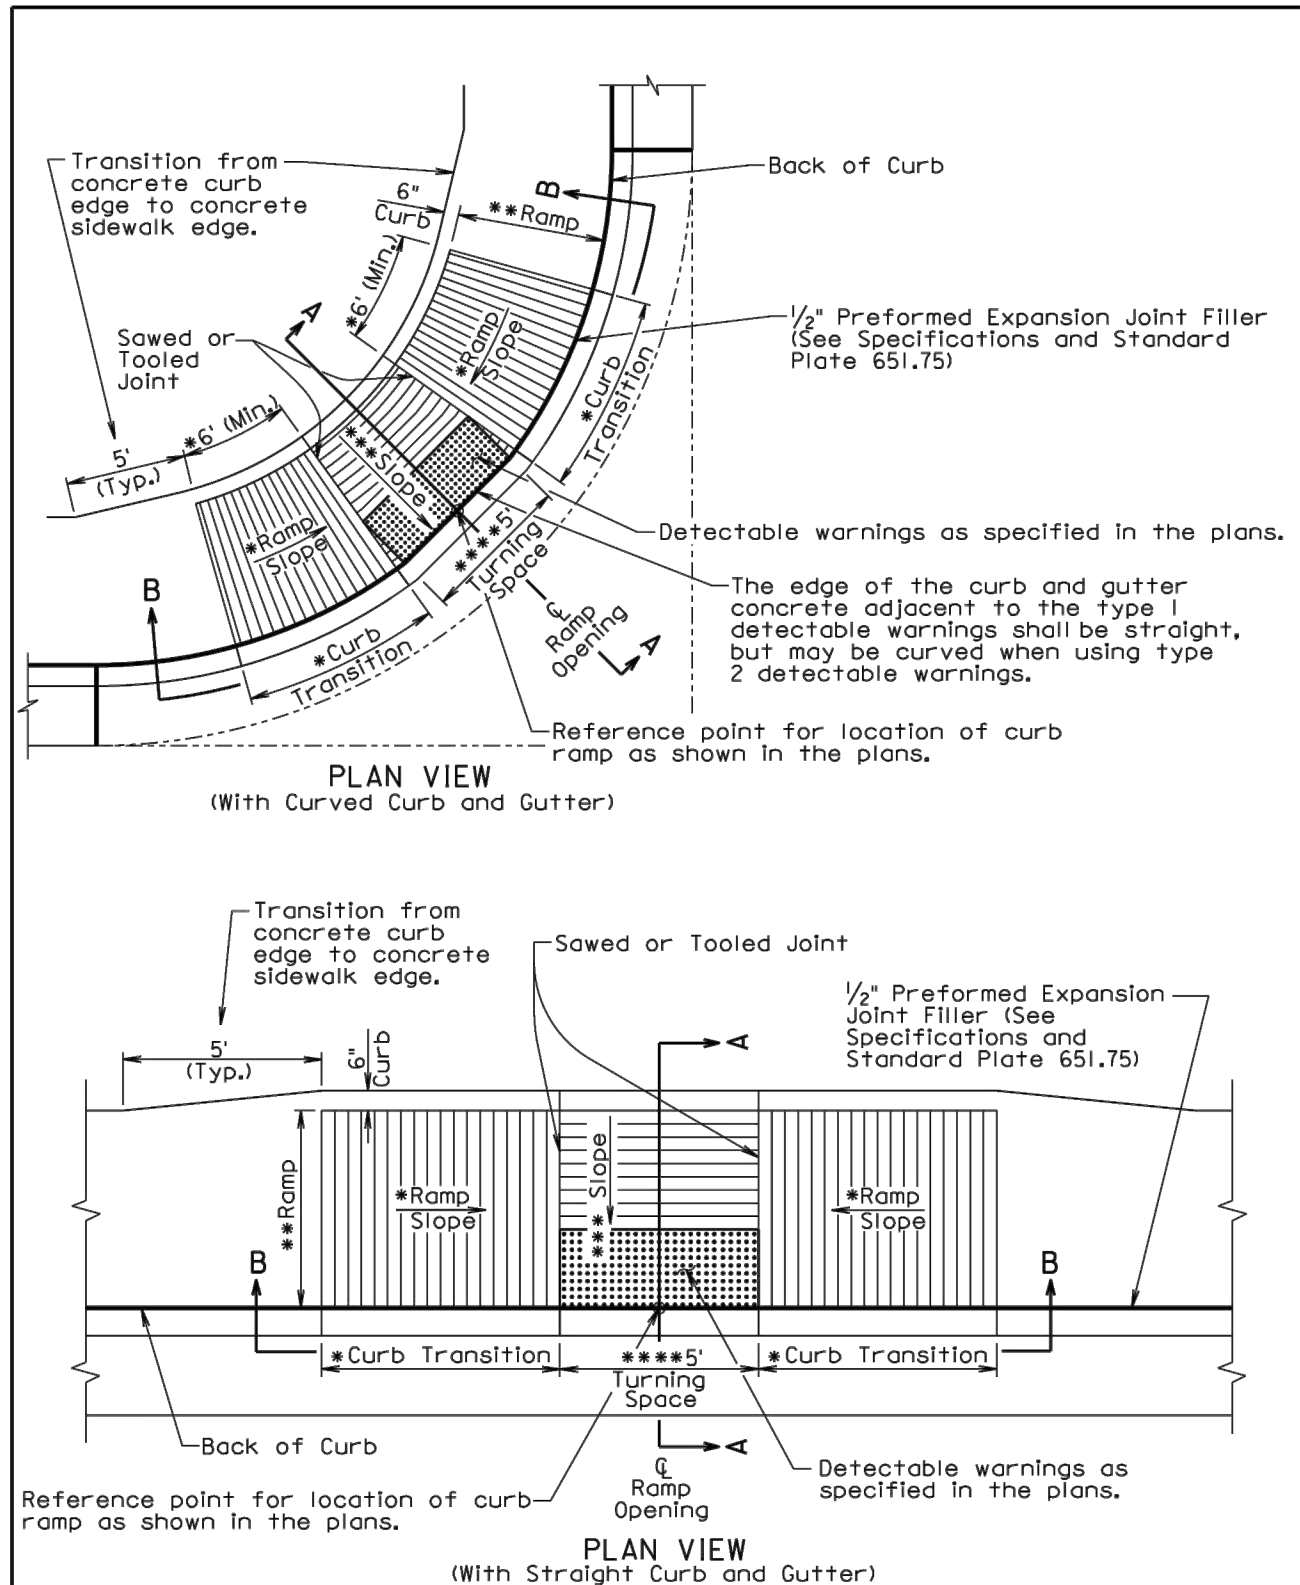 Transition from
concrete curb
edge to concrete
sidewalk edge.
6"
Curb
**Ramp
B
Back of Curb
*6' (Min.)
A
Sawed or
Tooled
Joint
*Ramp
Slope
1/2" Preformed Expansion Joint Filler
(See Specifications and Standard
Plate 651.75)
*Curb
Transition
*6' (Min.)
5'
(Typ.)
***Slope
*Ramp
Slope
****5'
Turning
Space
Detectable warnings as specified in the plans.
B
The edge of the curb and gutter
concrete adjacent to the type 1
detectable warnings shall be straight,
but may be curved when using type
2 detectable warnings.
℄
Ramp
Opening
A
*Curb
Transition
Reference point for location of curb
ramp as shown in the plans.
PLAN VIEW
(With Curved Curb and Gutter)
Transition from
concrete curb
edge to concrete
sidewalk edge.
Sawed or Tooled Joint
1/2" Preformed Expansion
Joint Filler (See
Specifications and
Standard Plate 651.75)
5'
(Typ.)
6"
Curb
A
**Ramp
*Ramp
Slope
*** Slope
*Ramp
Slope
B
B
*Curb Transition
****5'
Turning
Space
*Curb Transition
Back of Curb
A
℄
Ramp
Opening
Detectable warnings as
specified in the plans.
Reference point for location of curb
ramp as shown in the plans.
PLAN VIEW
(With Straight Curb and Gutter)